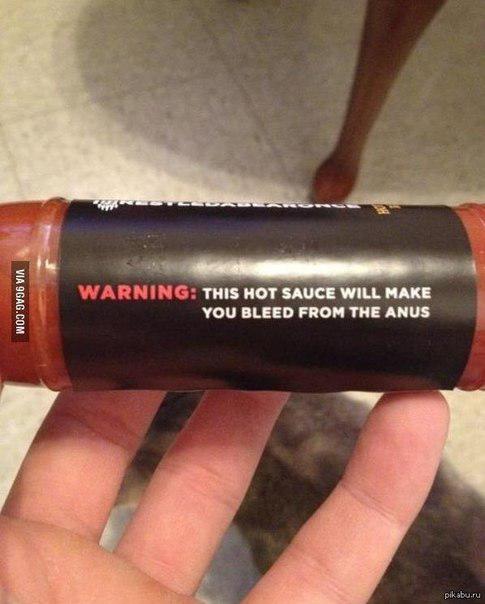 WARNING: THIS HOT SAUCE WILL MAKE
YOU BLEED FROM THE ANUS
VIA 9GAG.COM
pikabu.ru